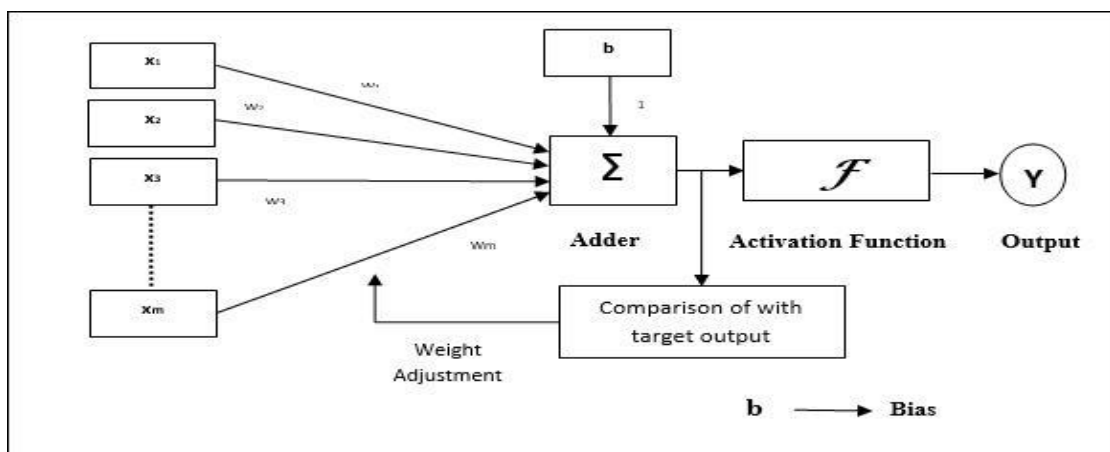 b
x₁
w₁
x₂
w₂
1
x₃
w₃
Σ
ℱ
Y
Adder
Activation Function
Output
wm
xm
Comparison of with
target output
Weight
Adjustment
b
Bias